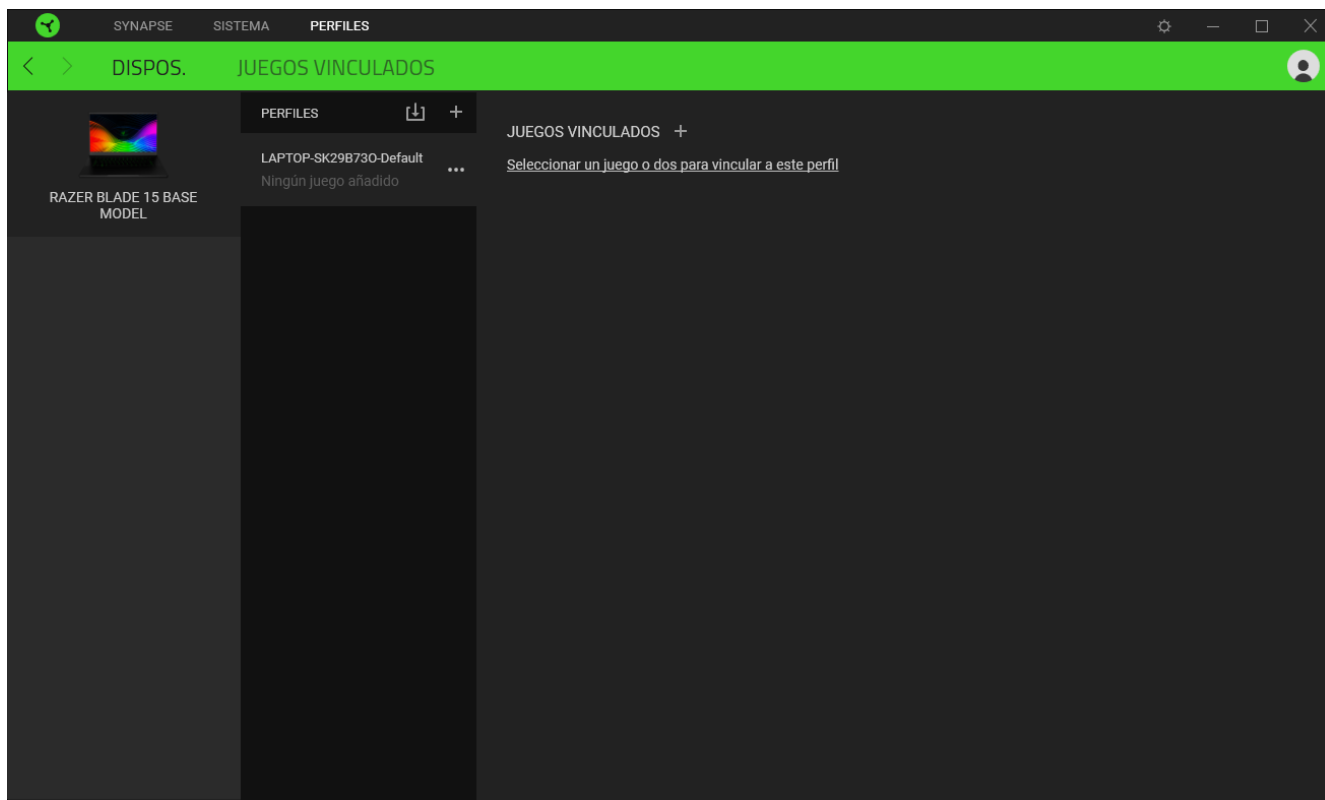 SYNAPSE SISTEMA PERFILES
DISPOS. JUEGOS VINCULADOS
RAZER BLADE 15 BASE
MODEL
PERFILES
LAPTOP-SK29B73O-Default
Ningún juego añadido
JUEGOS VINCULADOS
Seleccionar un juego o dos para vincular a este perfil